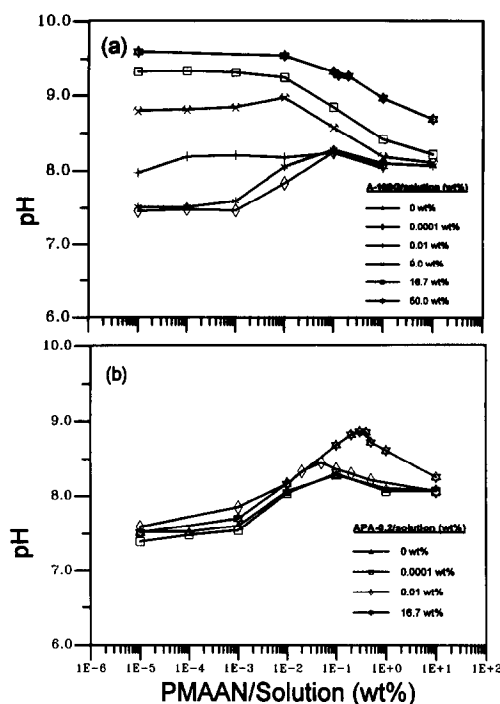 (a)
10.0
9.0
8.0
7.0
6.0
pH
0 wt%
0.0001 wt%
0.01 wt%
9.0 wt%
16.7 wt%
50.0 wt%
(b)
10.0
9.0
8.0
7.0
6.0
pH
APA-0.2/solution (wt%)
0 wt%
0.0001 wt%
0.01 wt%
16.7 wt%
1E-6 1E-5 1E-4 1E-3 1E-2 1E-1 1E+0 1E+1 1E+2
PMAAN/Solution (wt%)